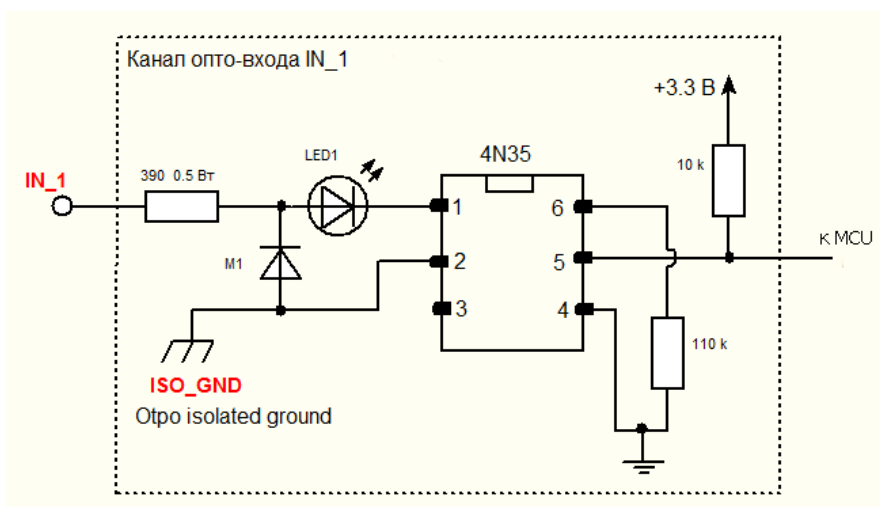 Канал опто-входа IN_1
+3.3 В
4N35
LED1
10 k
390 0.5 Вт
IN_1
1
6
к MCU
M1
2
5
3
4
110 k
ISO_GND
Otpo isolated ground